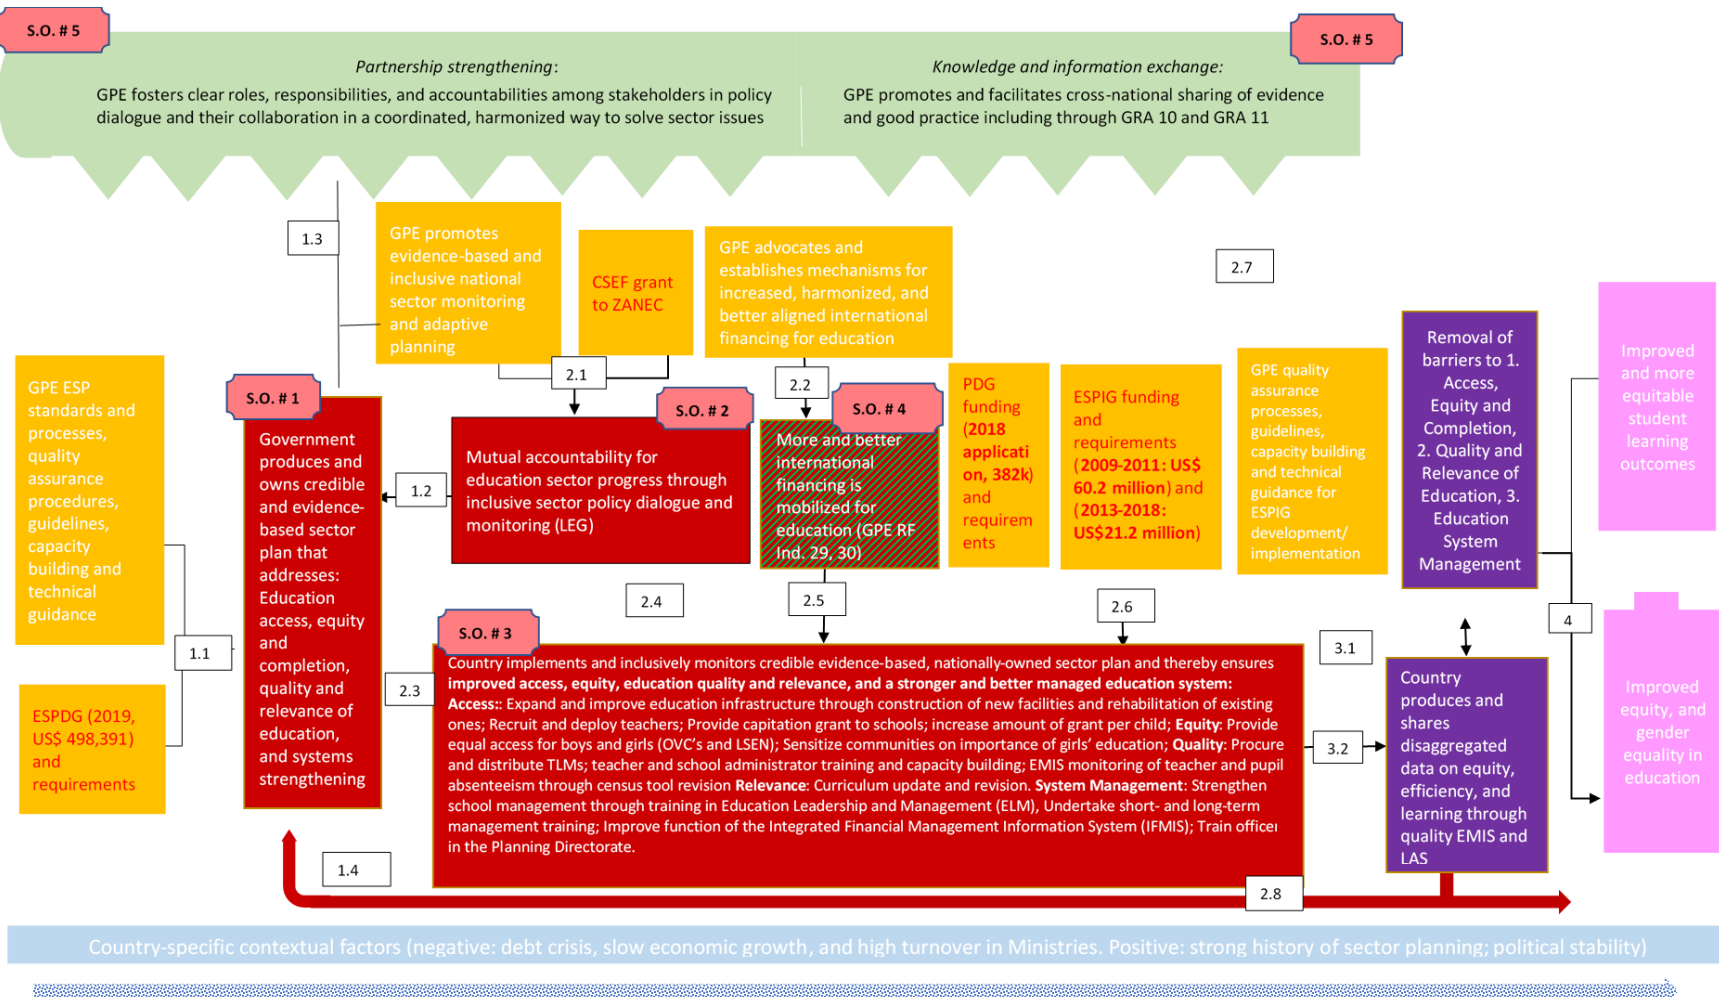 S.O. # 5
S.O. # 5
Partnership strengthening:
GPE fosters clear roles, responsibilities, and accountabilities among stakeholders in policy
dialogue and their collaboration in a coordinated, harmonized way to solve sector issues
Knowledge and information exchange:
GPE promotes and facilitates cross-national sharing of evidence
and good practice including through GRA 10 and GRA 11
1.3
GPE promotes
evidence-based and
inclusive national
sector monitoring
and adaptive
planning
CSEF grant
to ZANEC
GPE advocates and
establishes mechanisms for
increased, harmonized, and
better aligned international
financing for education
2.7
2.1
2.2
GPE ESP
standards and
processes,
quality
assurance
procedures,
guidelines,
capacity
building and
technical
guidance
1.1
ESPDG (2019,
US$ 498,391)
and
requirements
S.O. # 1
Government
produces and
owns credible
and evidence-
based sector
plan that
addresses:
Education
access, equity
and
completion,
quality and
relevance of
education,
and systems
strengthening
1.2
S.O. # 2
Mutual accountability for
education sector progress through
inclusive sector policy dialogue and
monitoring (LEG)
S.O. # 4
More and better
international
financing is
mobilized for
education (GPE RF
Ind. 29, 30)
PDG
funding
(2018
applicati
on, 382k)
and
requirem
ents
ESPIG funding
and
requirements
(2009-2011: US$
60.2 million) and
(2013-2018:
US$21.2 million)
GPE quality
assurance
processes,
guidelines,
capacity building
and technical
guidance for
ESPIG
development/
implementation
Removal of
barriers to 1.
Access,
Equity and
Completion,
2. Quality and
Relevance of
Education, 3.
Education
System
Management
Improved
and more
equitable
student
learning
outcomes
2.4
2.5
2.6
2.3
3.1
4
S.O. # 3
Country implements and inclusively monitors credible evidence-based, nationally-owned sector plan and thereby ensures
improved access, equity, education quality and relevance, and a stronger and better managed education system:
Access:: Expand and improve education infrastructure through construction of new facilities and rehabilitation of existing
ones; Recruit and deploy teachers; Provide capitation grant to schools; increase amount of grant per child; Equity: Provide
equal access for boys and girls (OVC’s and LSEN); Sensitize communities on importance of girls’ education; Quality: Procure
and distribute TLMs; teacher and school administrator training and capacity building; EMIS monitoring of teacher and pupil
absenteeism through census tool revision Relevance: Curriculum update and revision. System Management: Strengthen
school management through training in Education Leadership and Management (ELM), Undertake short- and long-term
management training; Improve function of the Integrated Financial Management Information System (IFMIS); Train officer
in the Planning Directorate.
3.2
Country
produces and
shares
disaggregated
data on equity,
efficiency, and
learning through
quality EMIS and
LAS
Improved
equity, and
gender
equality in
education
1.4
2.8
Country-specific contextual factors (negative: debt crisis, slow economic growth, and high turnover in Ministries. Positive: strong history of sector planning; political stability)